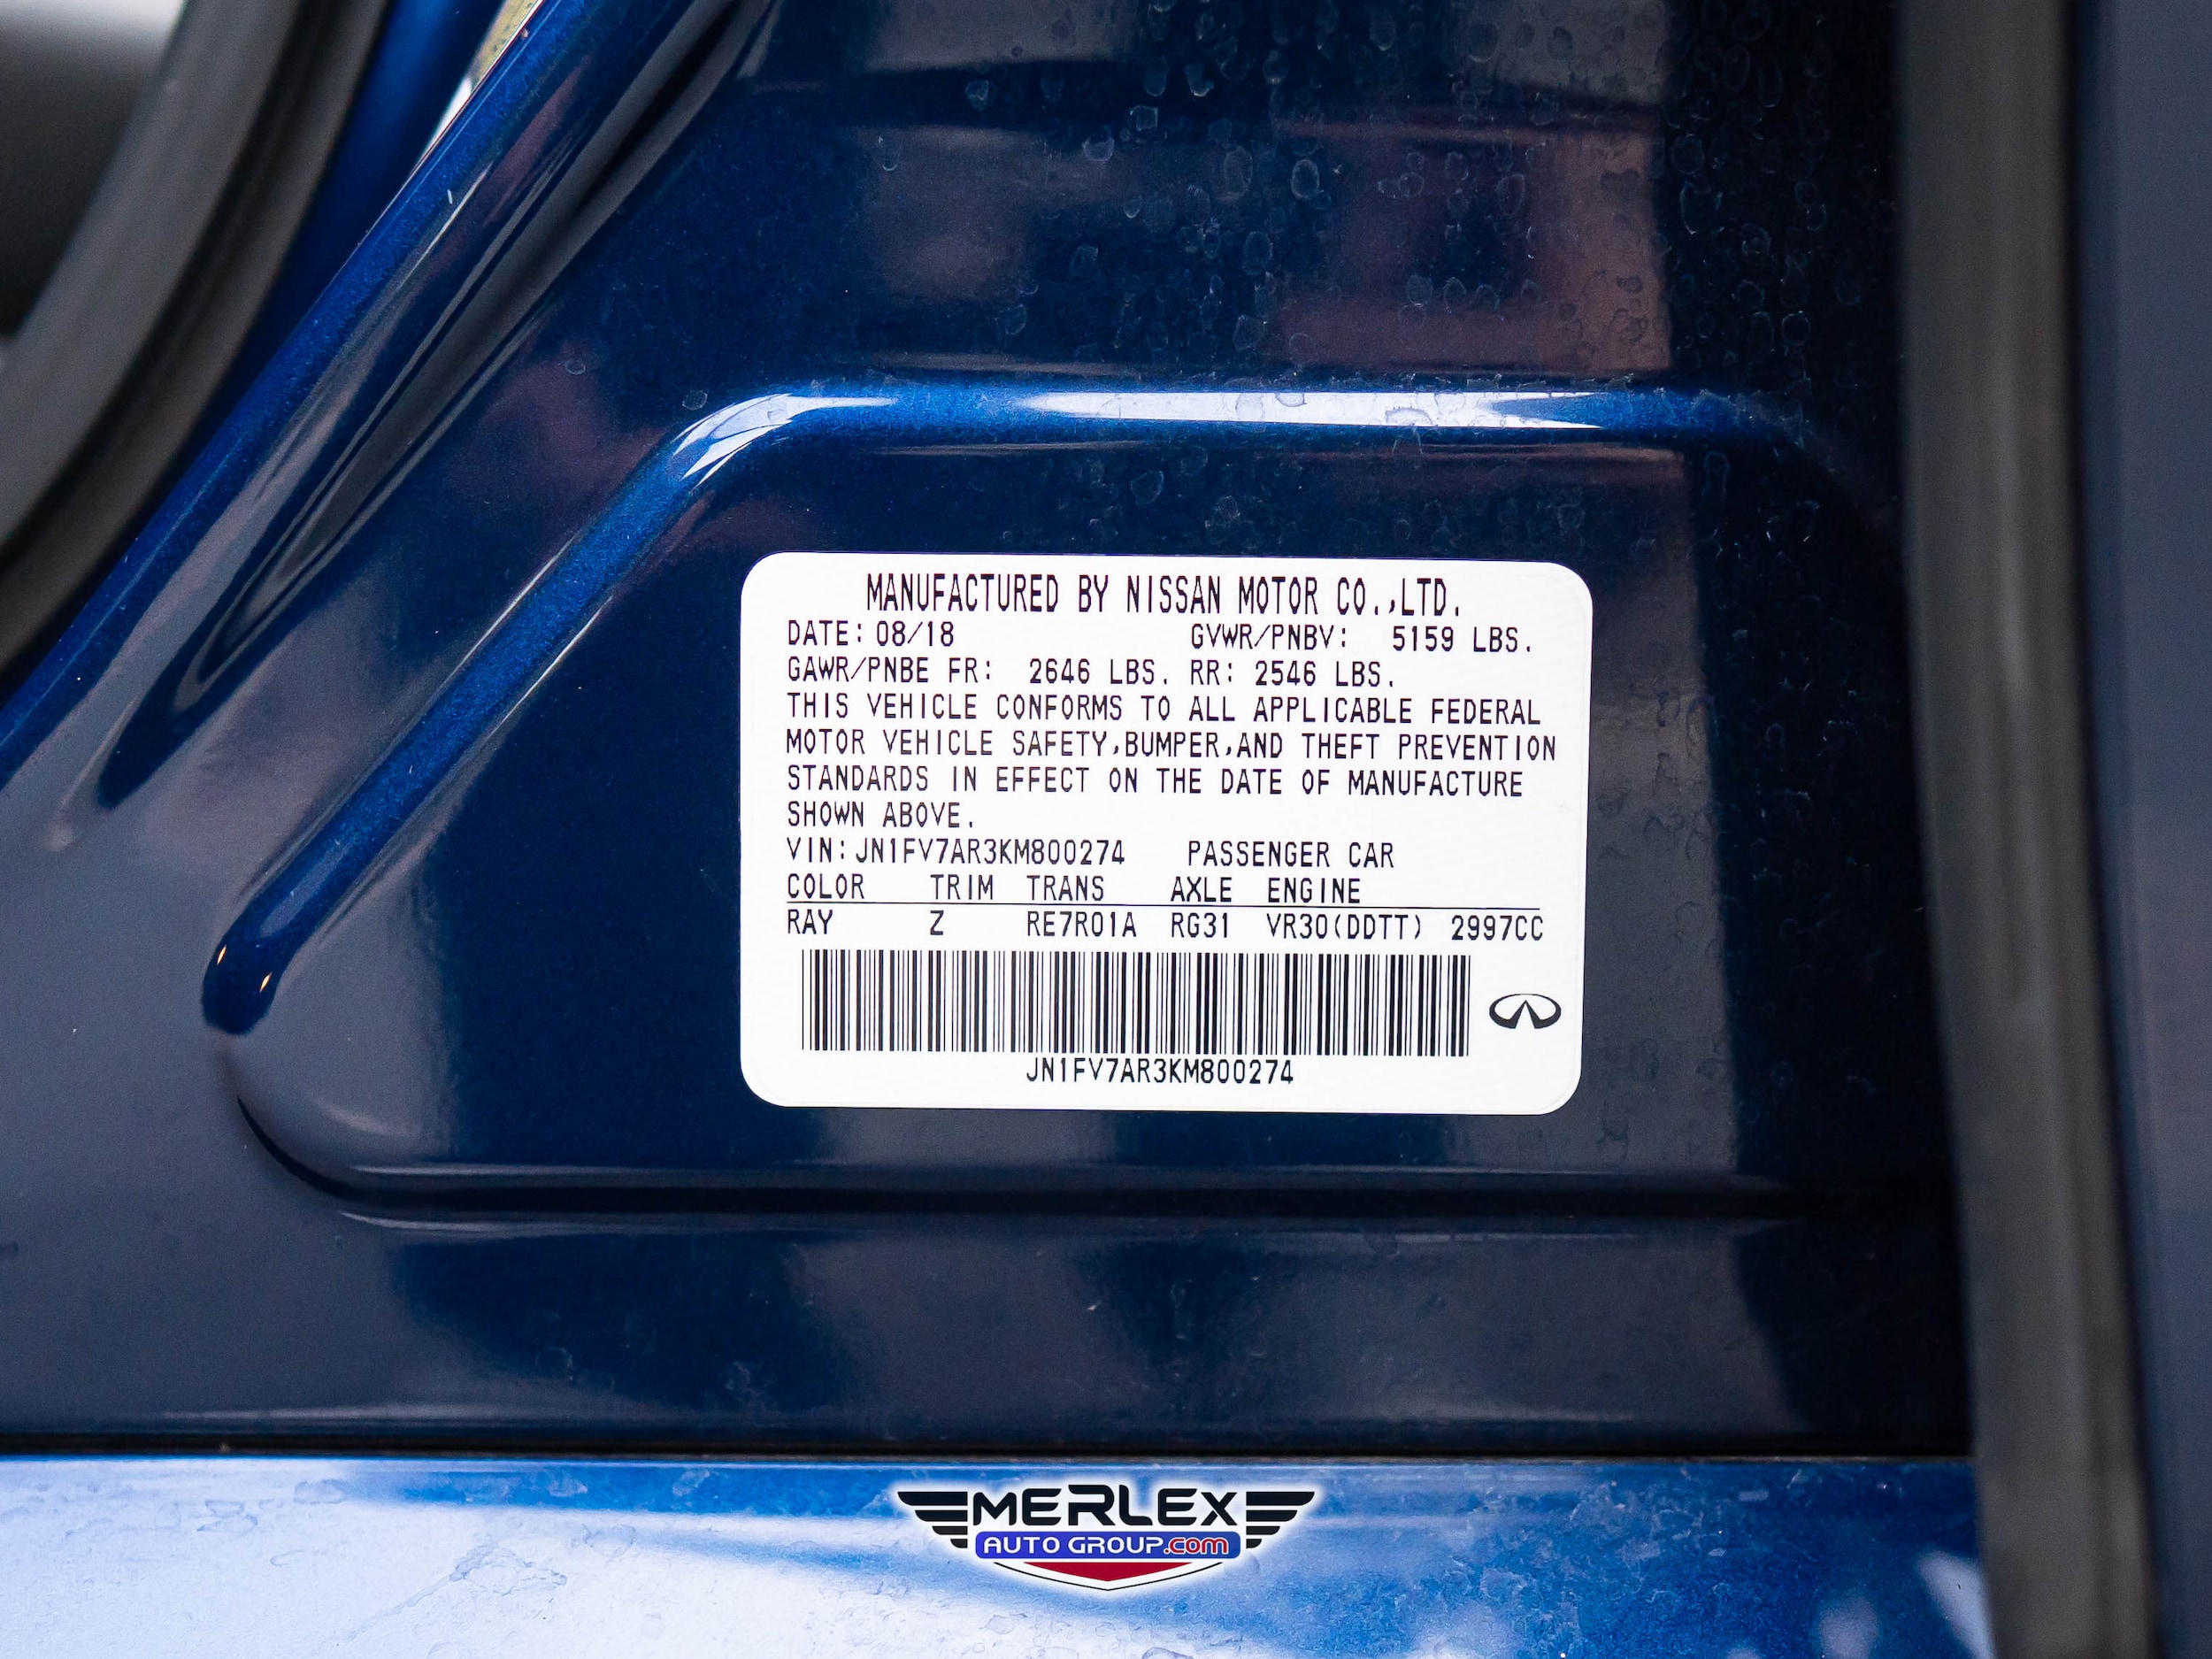 MANUFACTURED BY NISSAN MOTOR CO.,LTD.
DATE: 08/18 GVWR/PNBV: 5159 LBS.
GAWR/PNBE FR: 2646 LBS. RR: 2546 LBS.
THIS VEHICLE CONFORMS TO ALL APPLICABLE FEDERAL
MOTOR VEHICLE SAFETY,BUMPER,AND THEFT PREVENTION
STANDARDS IN EFFECT ON THE DATE OF MANUFACTURE
SHOWN ABOVE.
VIN:JN1FV7AR3KM800274 PASSENGER CAR
COLOR TRIM TRANS AXLE ENGINE
RAY Z RE7R01A RG31 VR30(DDTT) 2997CC
JN1FV7AR3KM800274
MERLEX
AUTO GROUP.com